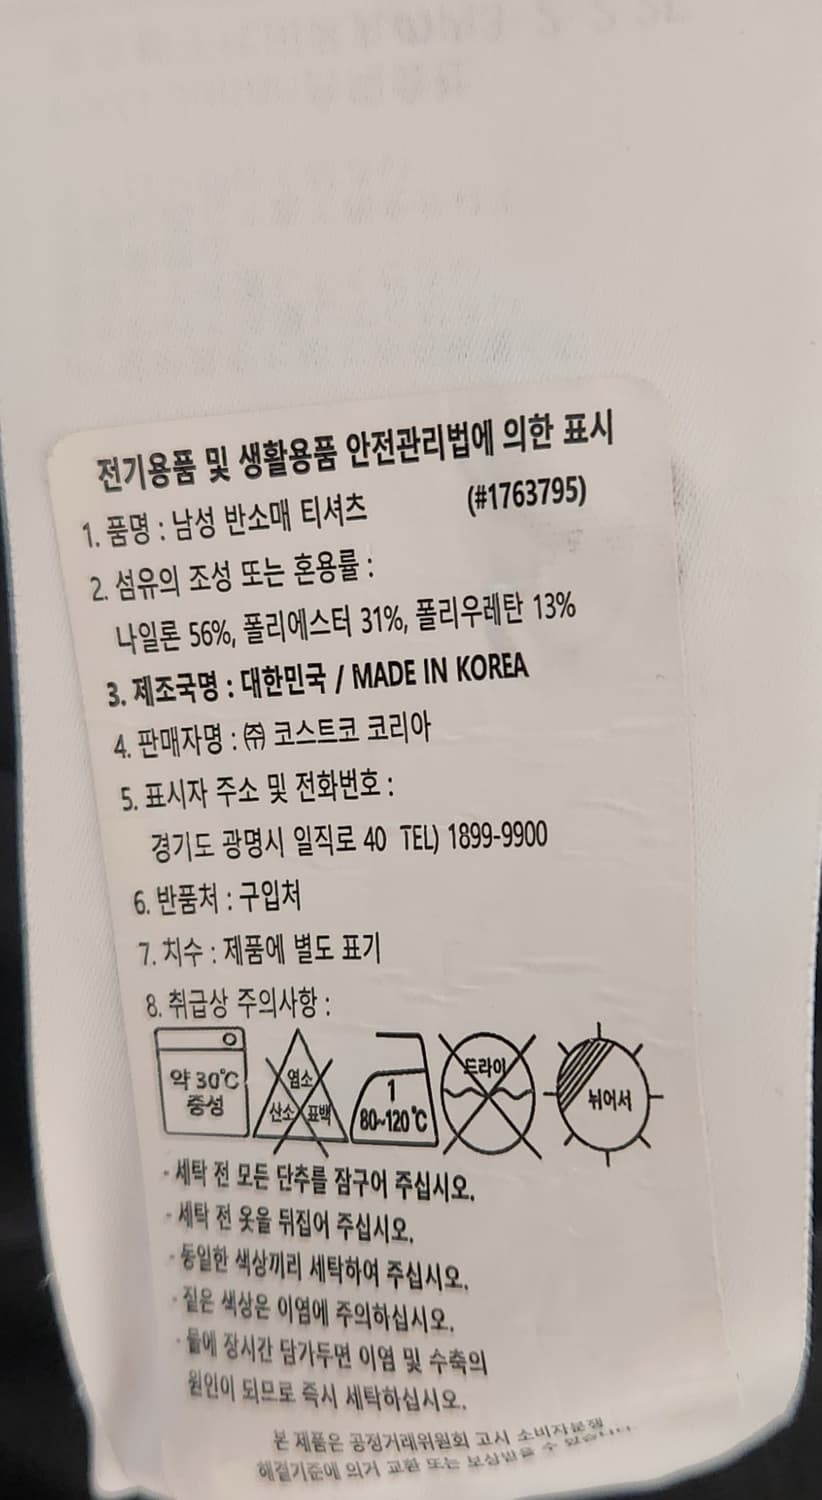 전기용품 및 생활용품 안전관리법에 의한 표시
1. 품명 : 남성 반소매 티셔츠 (#1763795)
2. 섬유의 조성 또는 혼용률 :
나일론 56%, 폴리에스터 31%, 폴리우레탄 13%
3. 제조국명 : 대한민국 / MADE IN KOREA
4. 판매자명 : ㈜ 코스트코 코리아
5. 표시자 주소 및 전화번호 :
경기도 광명시 일직로 40 TEL) 1899-9900
6. 반품처 : 구입처
7. 치수 : 제품에 별도 표기
8. 취급상 주의사항 :
약 30℃
중성
염소
산소 표백
1
80~120℃
드라이
뉘어서
· 세탁 전 모든 단추를 잠구어 주십시오.
· 세탁 전 옷을 뒤집어 주십시오.
· 동일한 색상끼리 세탁하여 주십시오.
· 짙은 색상은 이염에 주의하십시오.
· 물에 장시간 담가두면 이염 및 수축의
원인이 되므로 즉시 세탁하십시오.
본 제품은 공정거래위원회 고시 소비자분쟁
해결기준에 의거 교환 또는 보상받을 수 있습니다.